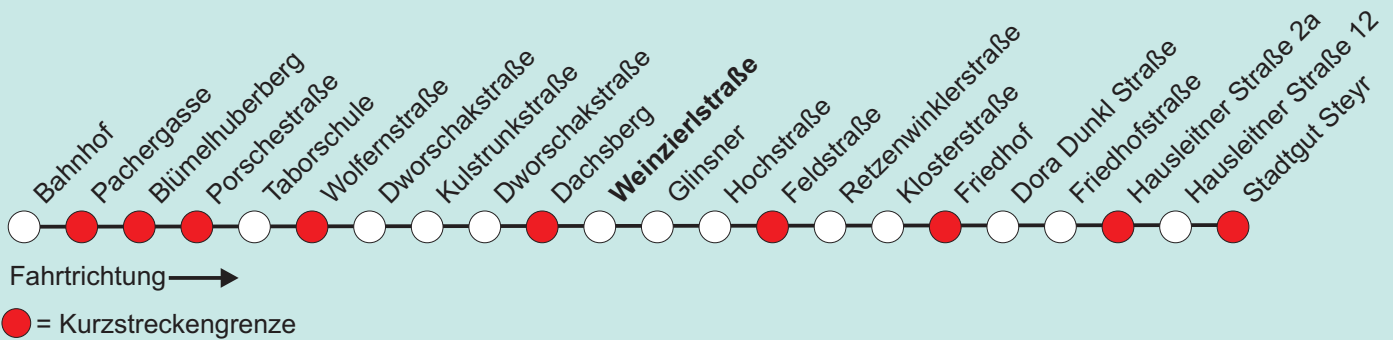 Bahnhof
Pachergasse
Blümelhuberberg
Porschestraße
Taborschule
Wolfernstraße
Dworschakstraße
Kulstrunkstraße
Dworschakstraße
Dachsberg
Weinzierlstraße
Glinsner
Hochstraße
Feldstraße
Retzenwinklerstraße
Klosterstraße
Friedhof
Dora Dunkl Straße
Friedhofstraße
Hausleitner Straße 2a
Hausleitner Straße 12
Stadtgut Steyr
Fahrtrichtung
= Kurzstreckengrenze